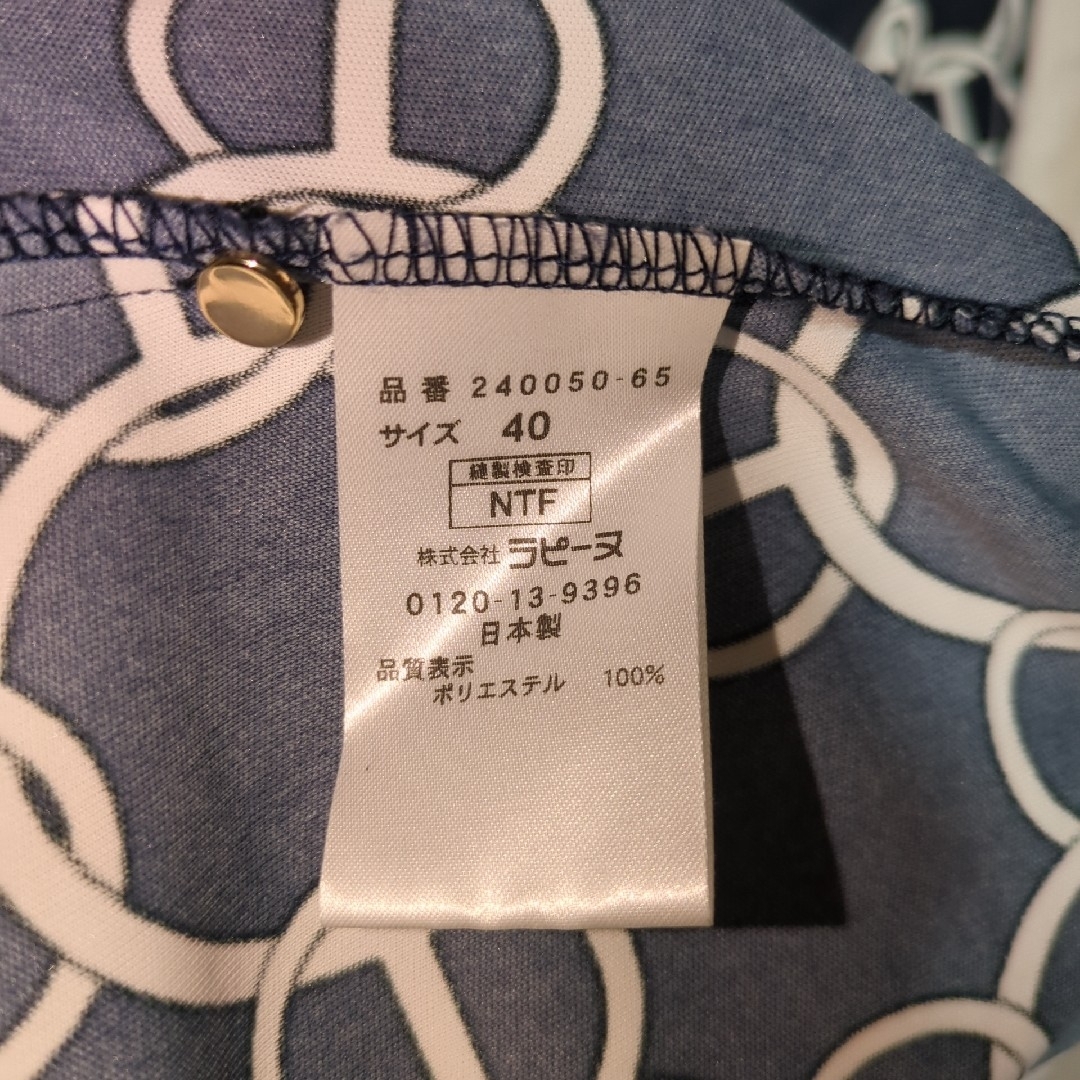 品番 240050-65
サイズ 40
縫製検査印
NTF
株式会社 ラピーヌ
0120-13-9396
日本製
品質表示
ポリエステル 100%